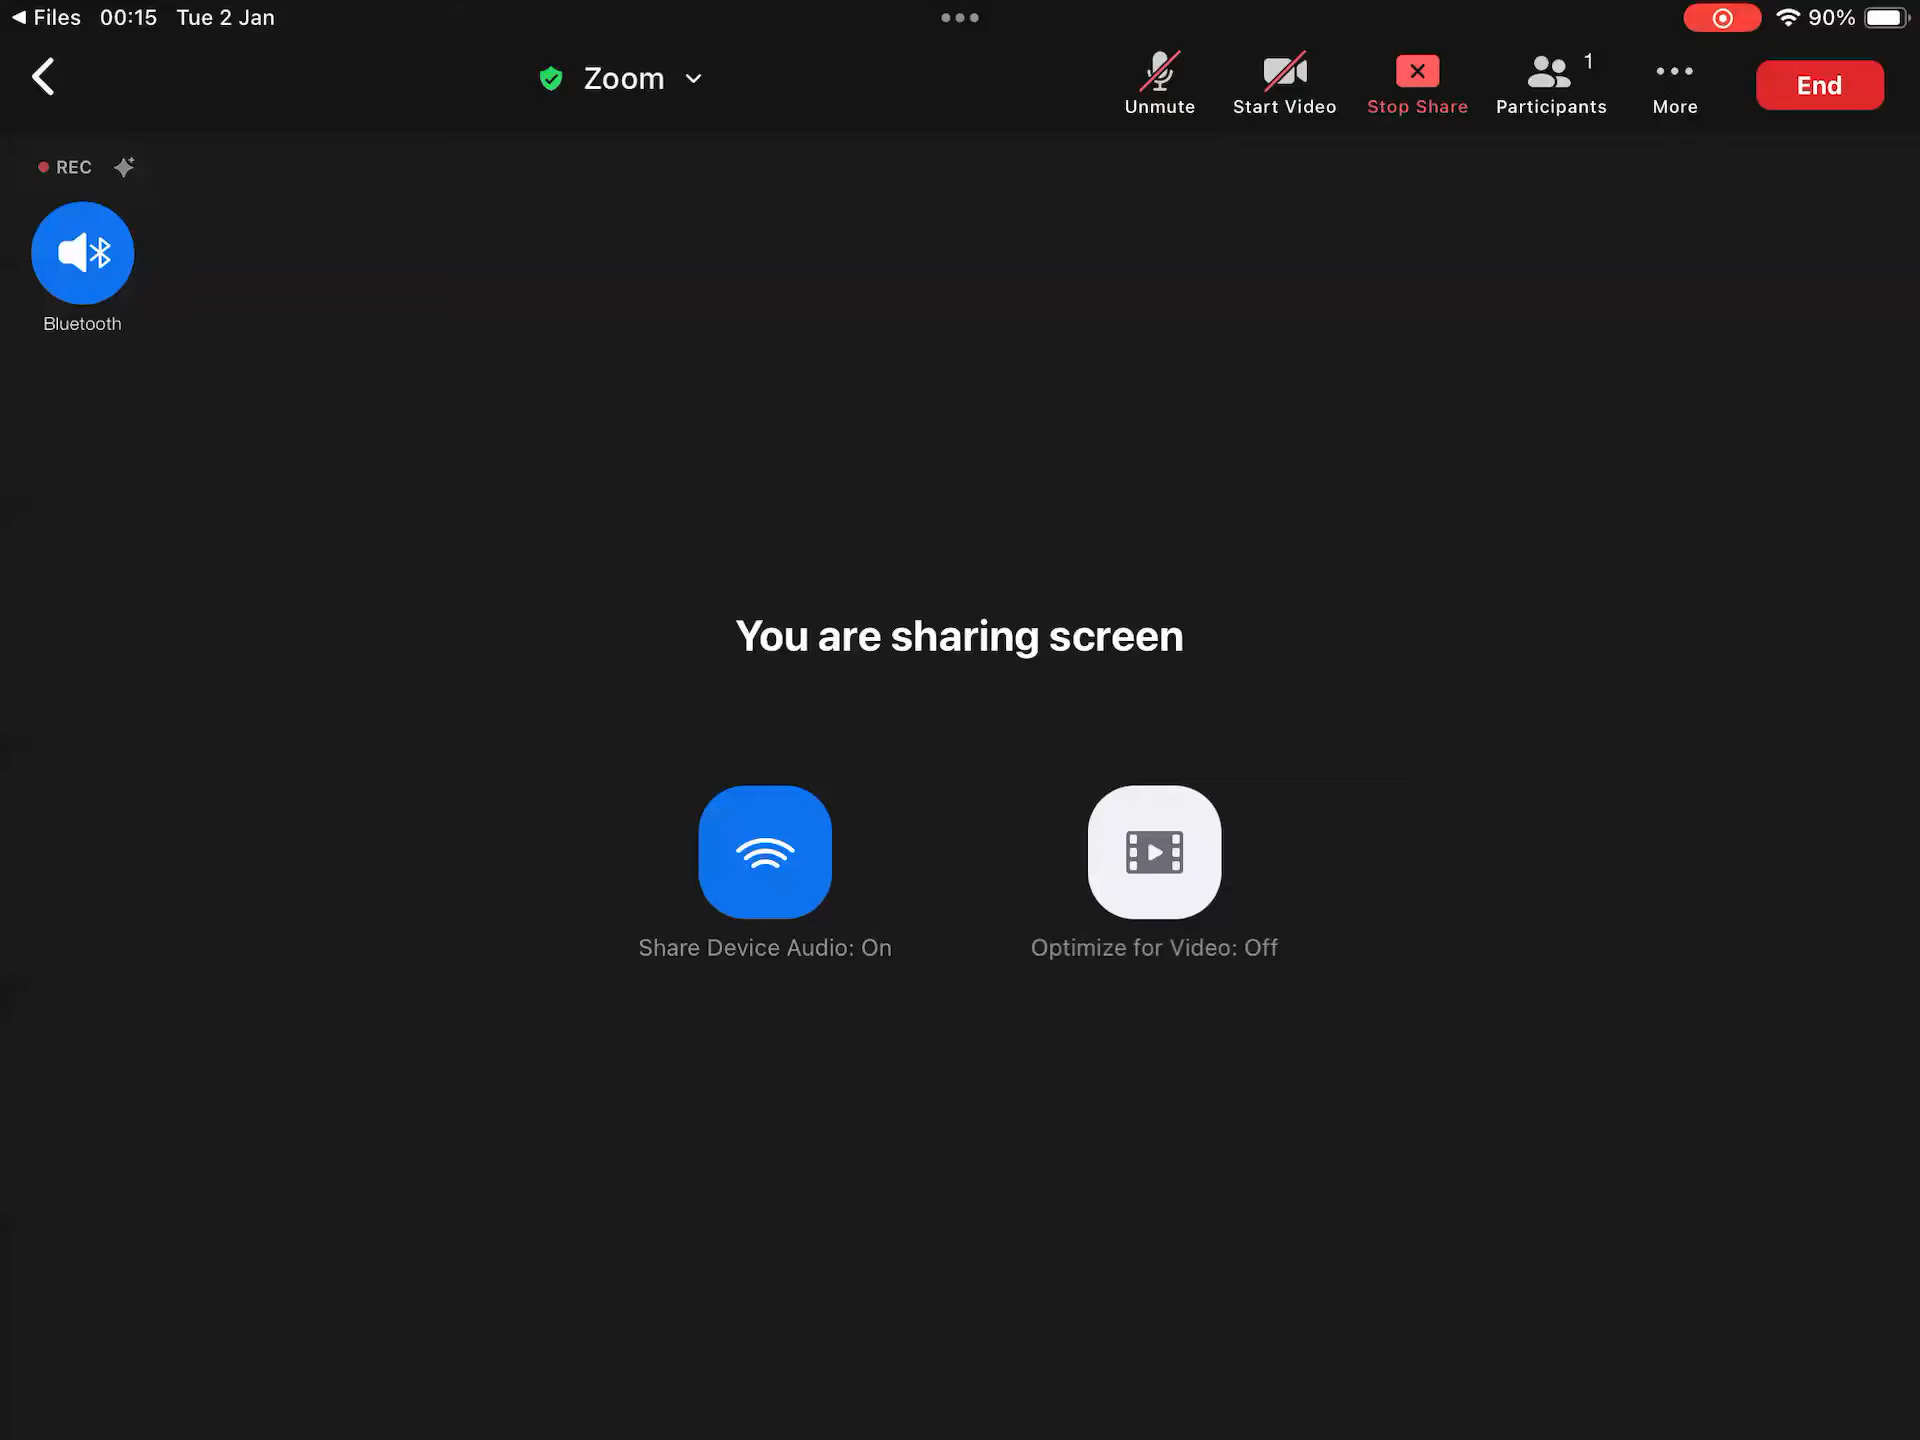 Files 00:15 Tue 2 Jan 90%
Zoom
1
Unmute Start Video Stop Share Participants More End
REC
Bluetooth
You are sharing screen
Share Device Audio: On Optimize for Video: Off